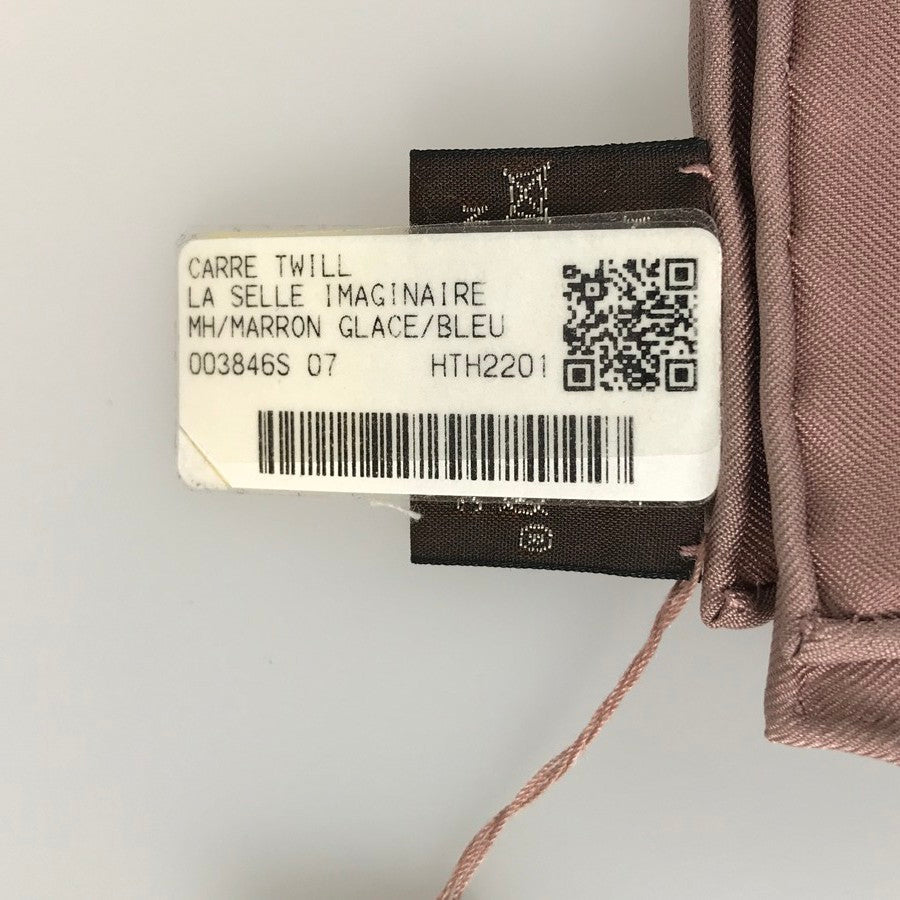 CARRE TWILL
LA SELLE IMAGINAIRE
MH/MARRON GLACE/BLEU
003846S 07 HTH2201